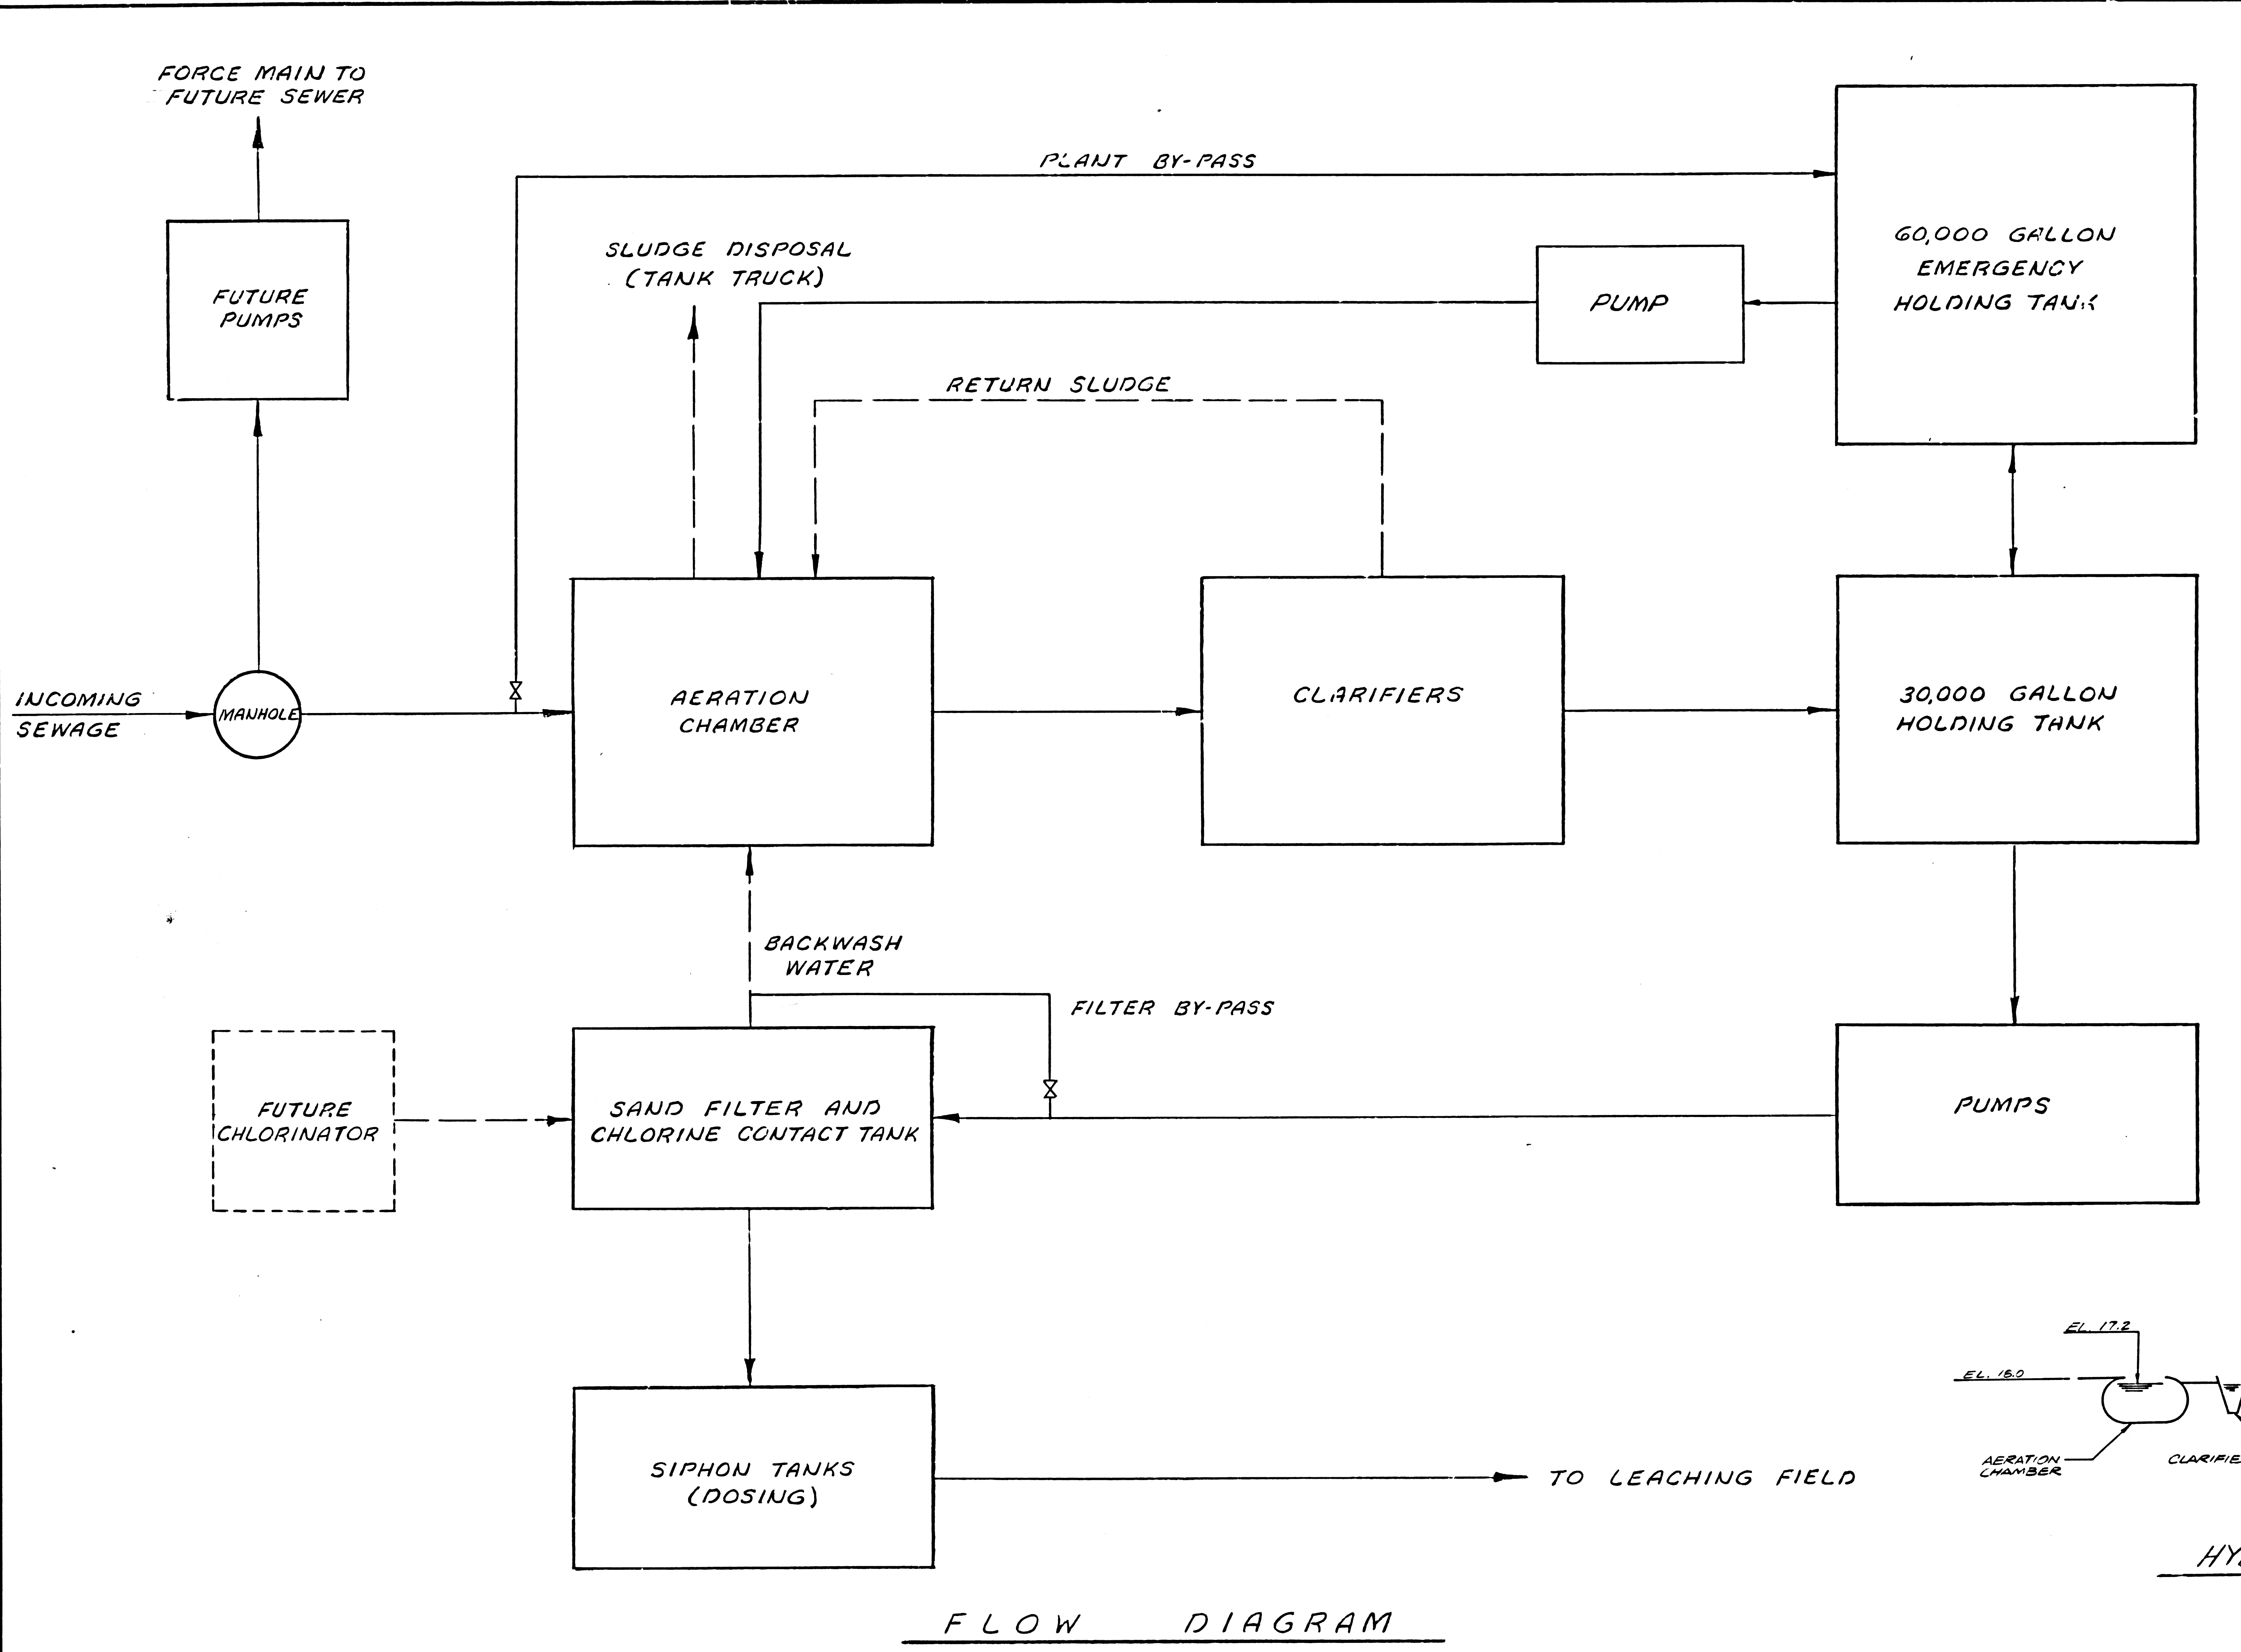 FORCE MAIN TO
FUTURE SEWER
PLANT BY-PASS
SLUDGE DISPOSAL
(TANK TRUCK)
60,000 GALLON
EMERGENCY
HOLDING TANK
FUTURE
PUMPS
PUMP
RETURN SLUDGE
INCOMING
SEWAGE
MANHOLE
AERATION
CHAMBER
CLARIFIERS
30,000 GALLON
HOLDING TANK
BACKWASH
WATER
FILTER BY-PASS
FUTURE
CHLORINATOR
SAND FILTER AND
CHLORINE CONTACT TANK
PUMPS
EL. 17.2
EL.
AERATION
CHAMBER
SIPHON TANKS
(DOSING)
TO LEACHING FIELD
FLOW DIAGRAM